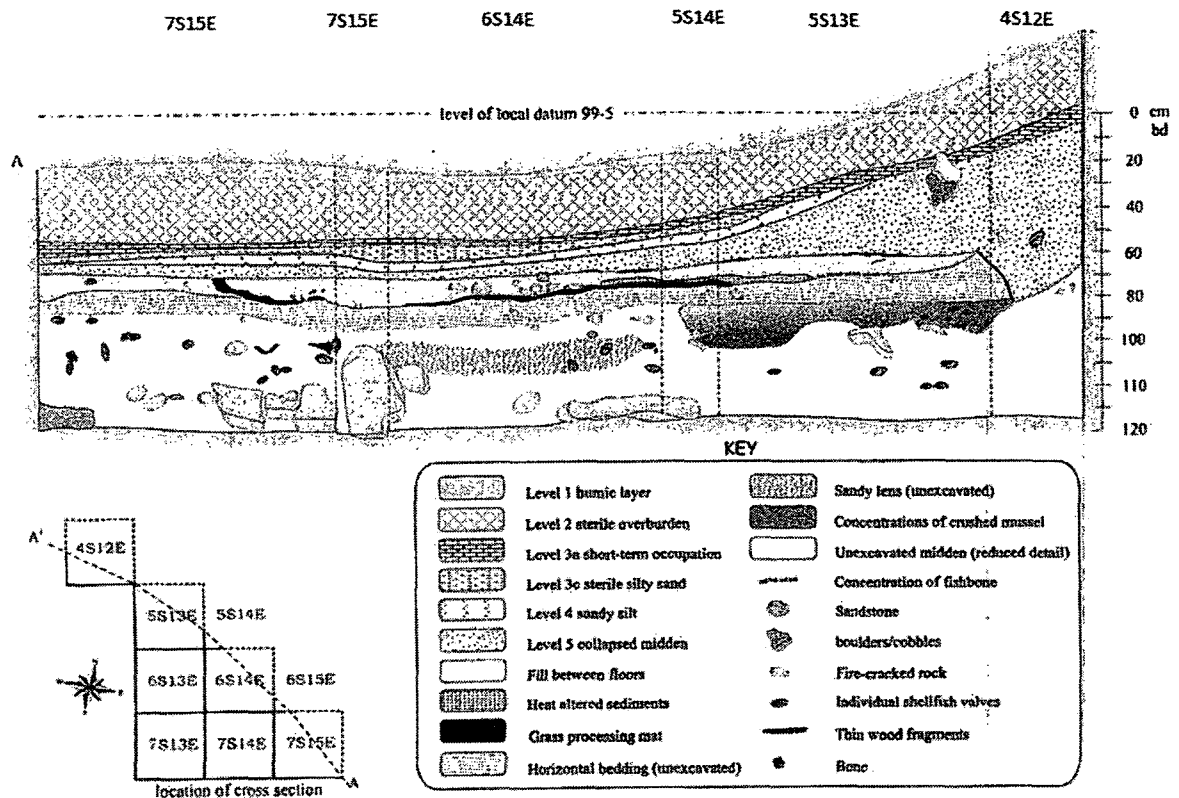 7S15E 7S15E 6S14E 5S14E 5S13E 4S12E
level of local datum 99-5
0 cm
bd
A
20
40
60
80
100
110
120
KEY
Level 1 humic layer
Level 2 sterile overburden
Level 3a short-term occupation
Level 3c sterile silty sand
Level 4 sandy silt
Level 5 collapsed midden
Fill between floors
Heat altered sediments
Grass processing mat
Horizontal bedding (unexcavated)
Sandy lens (unexcavated)
Concentrations of crushed mussel
Unexcavated midden (reduced detail)
Concentration of fishbone
Sandstone
boulders/cobbles
Fire-cracked rock
Individual shellfish valves
Thin wood fragments
Bone
A'
4S12E
5S13E 5S14E
6S13E 6S14E 6S15E
7S13E 7S14E 7S15E
A
location of cross section